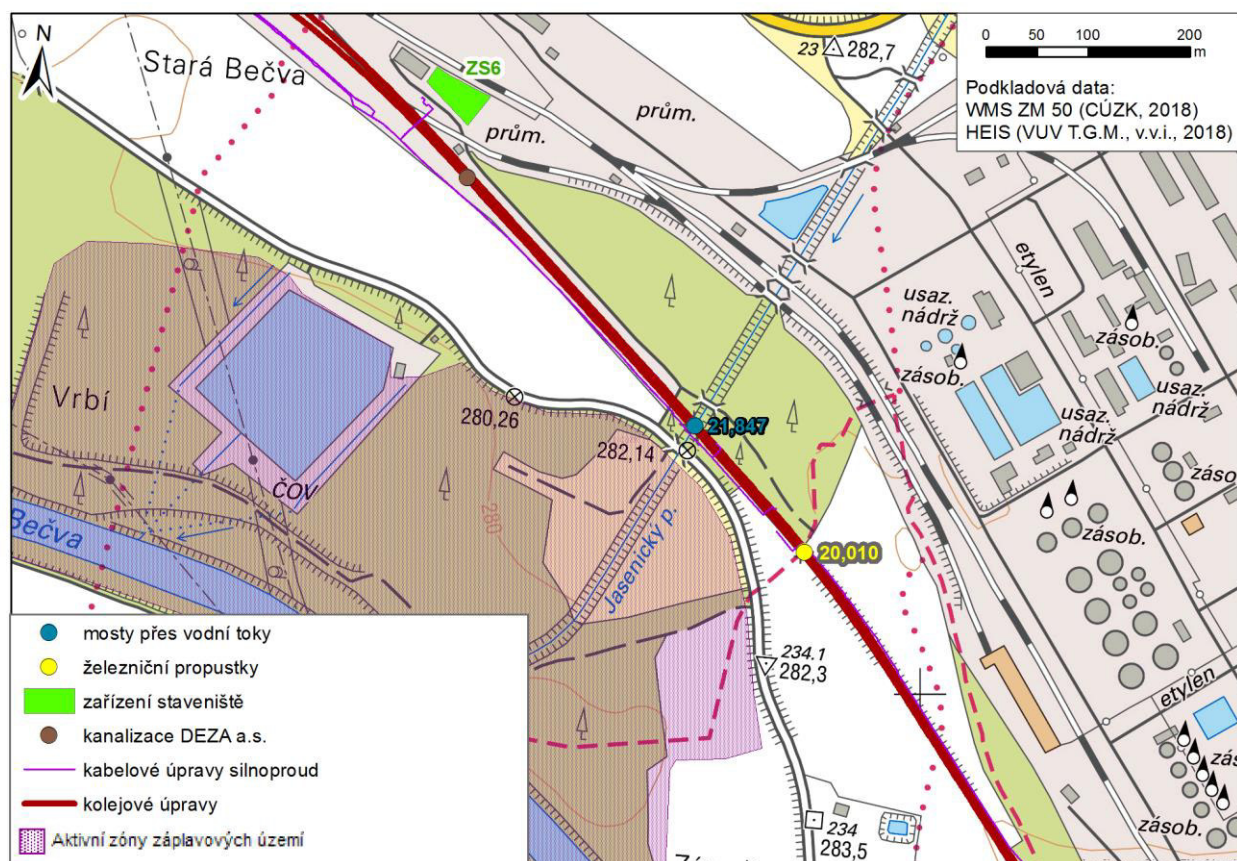 N
Stará Bečva
ZS6
23 282,7
0 50 100 200
m
Podkladová data:
WMS ZM 50 (CÚZK, 2018)
HEIS (VUV T.G.M., v.v.i., 2018)
prům.
prům.
etylen
usaz.
nádrž
zásob.
zásob.
usaz.
nádrž
usaz.
nádrž
Vrbí
280,26
21,847
282,14
ČOV
280
Bečva
Jasenický p.
zásob.
zás
20,010
234.1
282,3
etylen
zás
234
283,5
zásob.
mosty přes vodní toky
železniční propustky
zařízení staveniště
kanalizace DEZA a.s.
kabelové úpravy silnoproud
kolejové úpravy
Aktivní zóny záplavových území